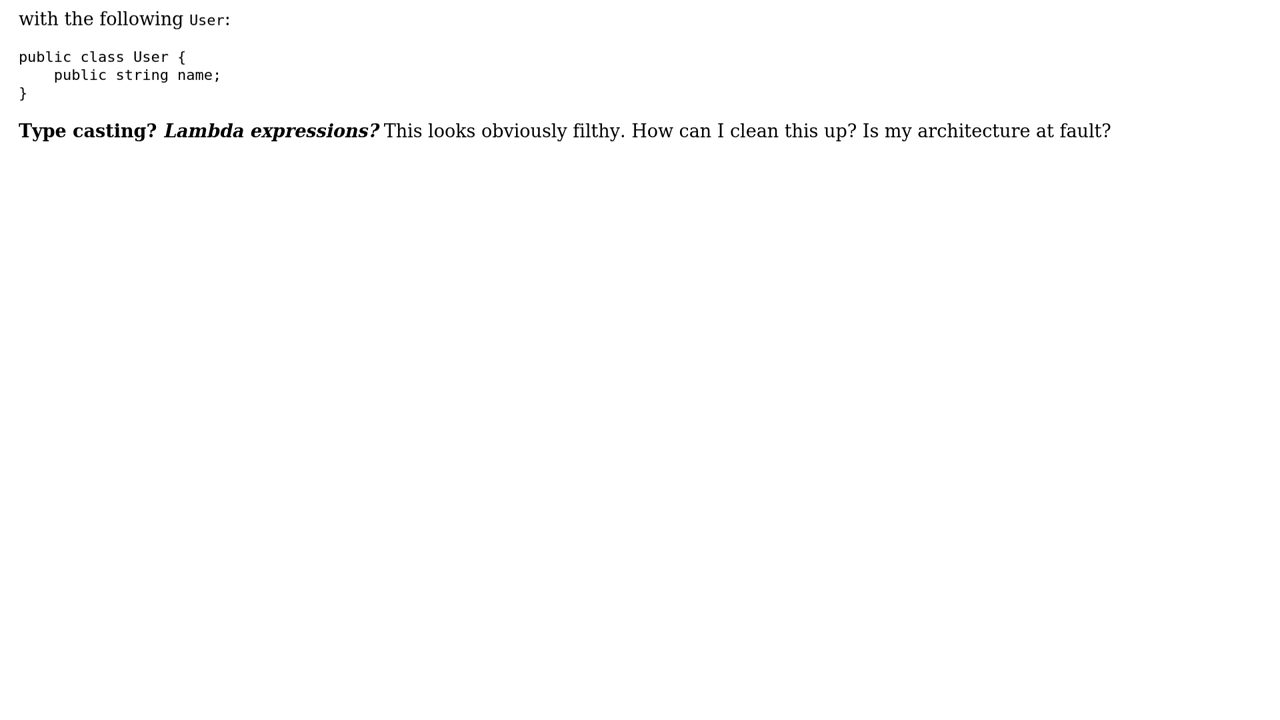 with the following User:
public class User {
    public string name;
}
Type casting? Lambda expressions? This looks obviously filthy. How can I clean this up? Is my architecture at fault?